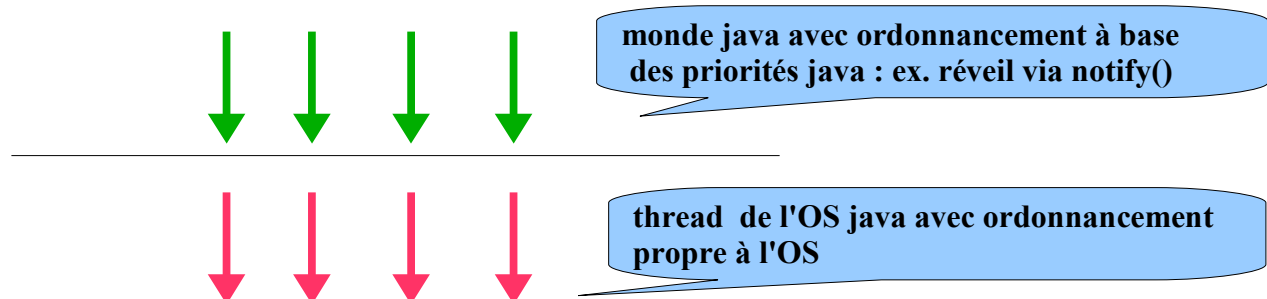 monde java avec ordonnancement à base
des priorités java : ex. réveil via notify()
thread de l'OS java avec ordonnancement
propre à l'OS